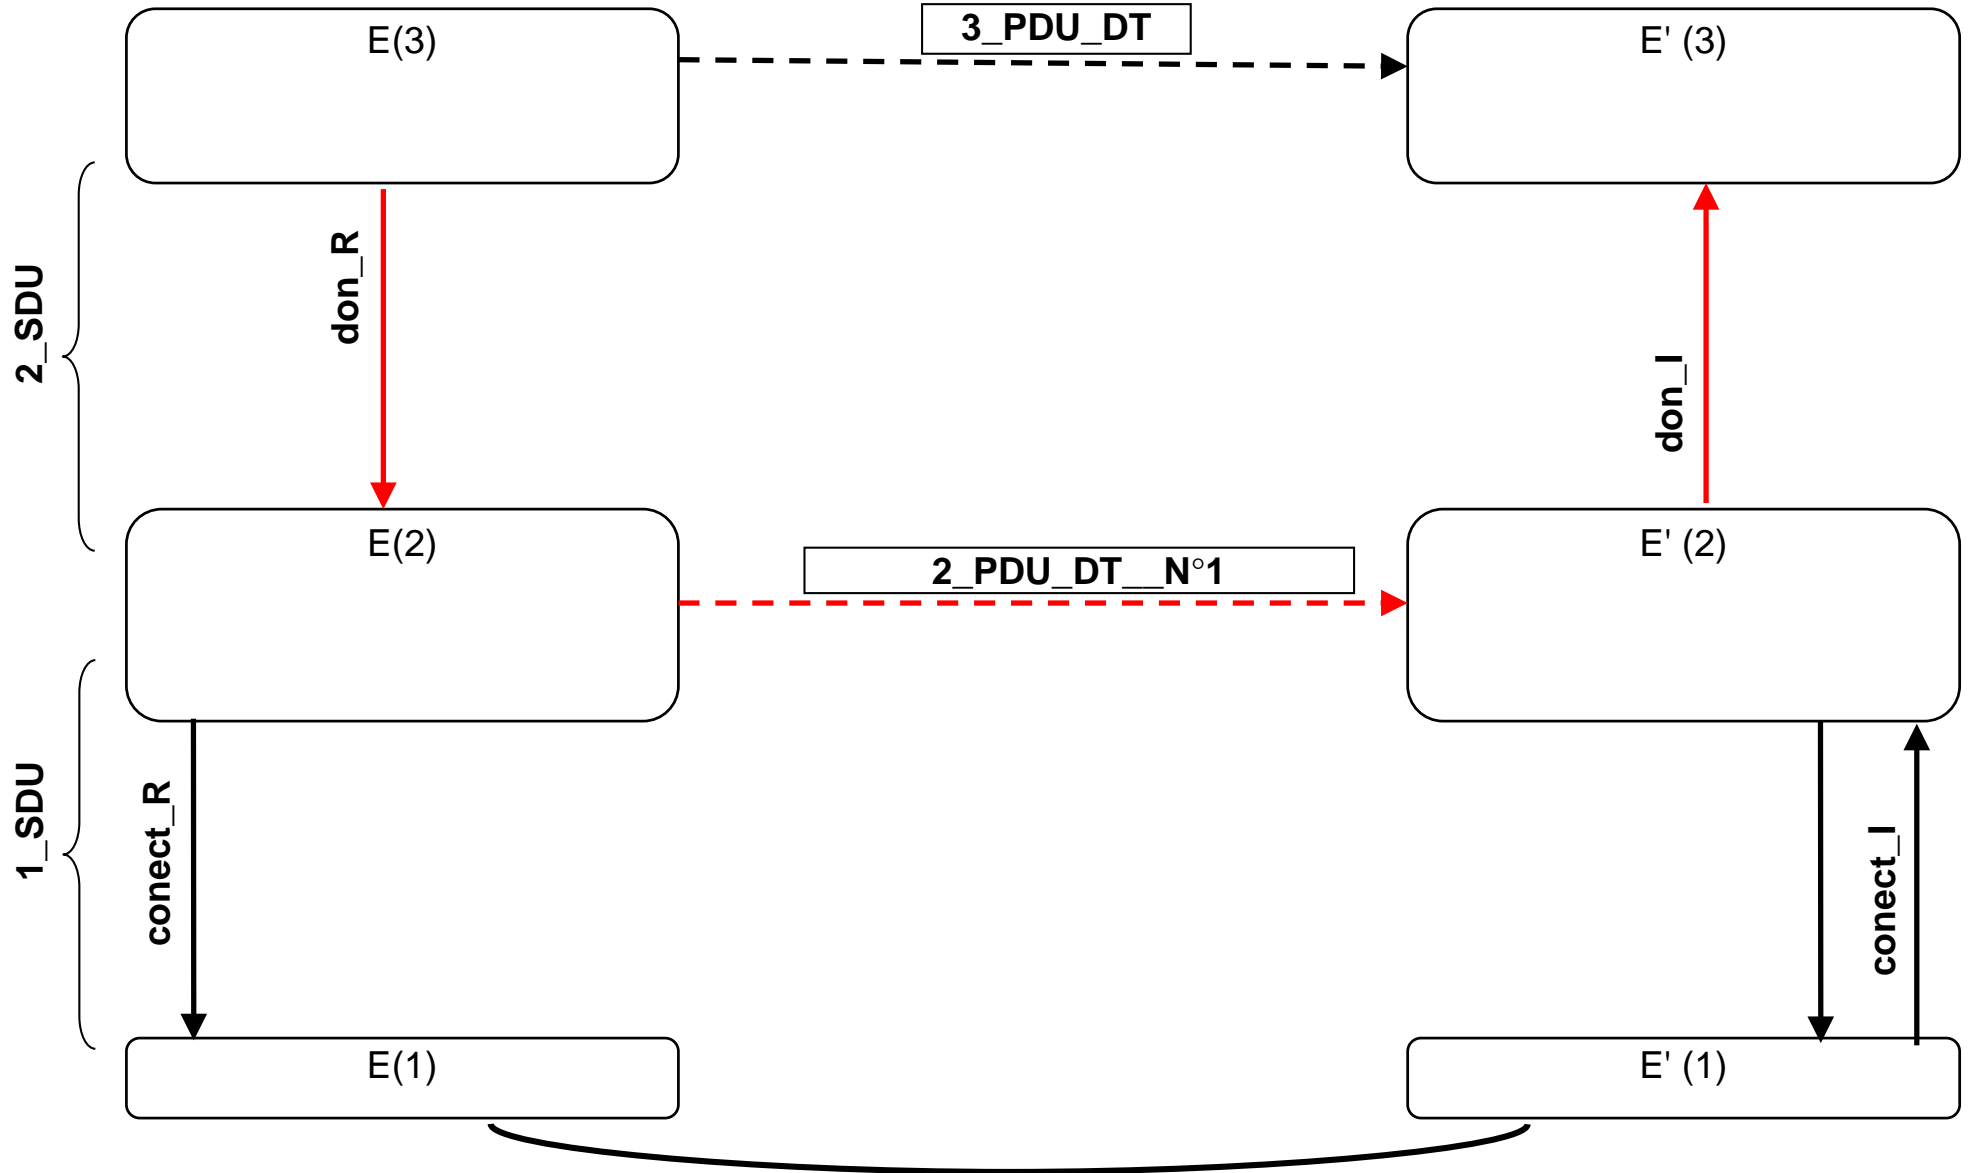 E(3)
3_PDU_DT
E' (3)
2_SDU
don_R
don_I
E(2)
2_PDU_DT__N°1
E' (2)
1_SDU
conect_R
conect_I
E(1)
E' (1)